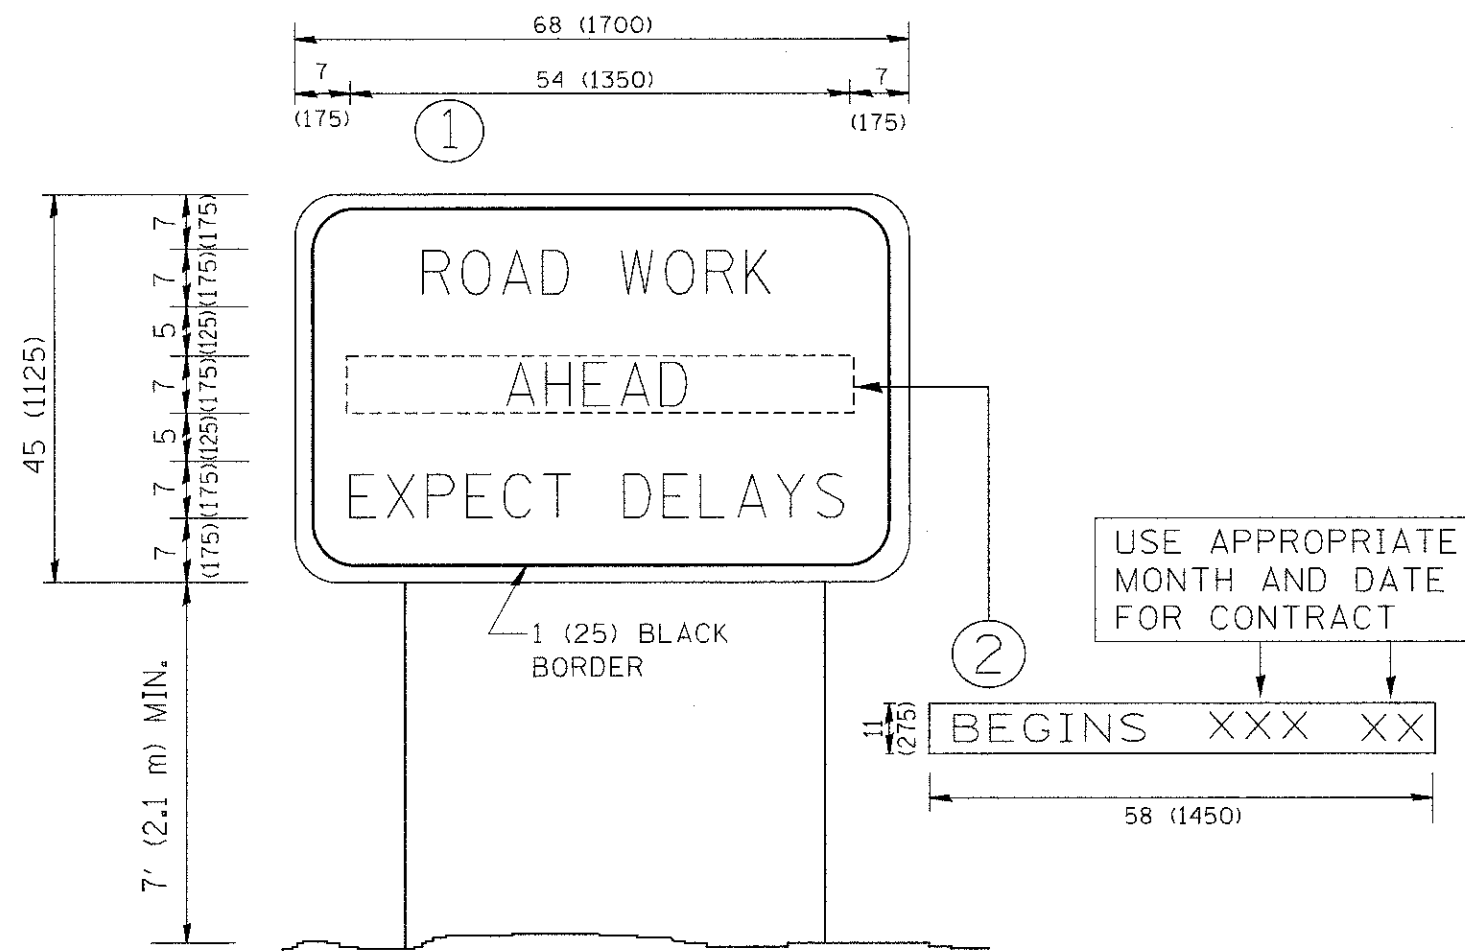 68 (1700)
7
54 (1350)
7
(175)
(175)
1
45 (1125)
7
(175)
7
(175)
5
(125)
7
(175)
5
(125)
7
(175)
7
(175)
ROAD WORK
AHEAD
EXPECT DELAYS
1 (25) BLACK
BORDER
7' (2.1 m) MIN.
2
USE APPROPRIATE
MONTH AND DATE
FOR CONTRACT
11
(275)
BEGINS XXX XX
58 (1450)